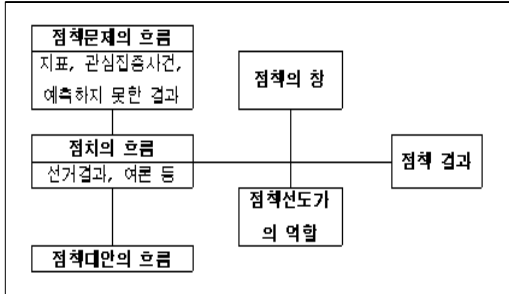 정책문제의 흐름
지표, 관심집중사건,
예측하지 못한 결과
정치의 흐름
선거결과, 여론 등
정책대안의 흐름
정책의 창
정책선도가
의 역할
정책 결과